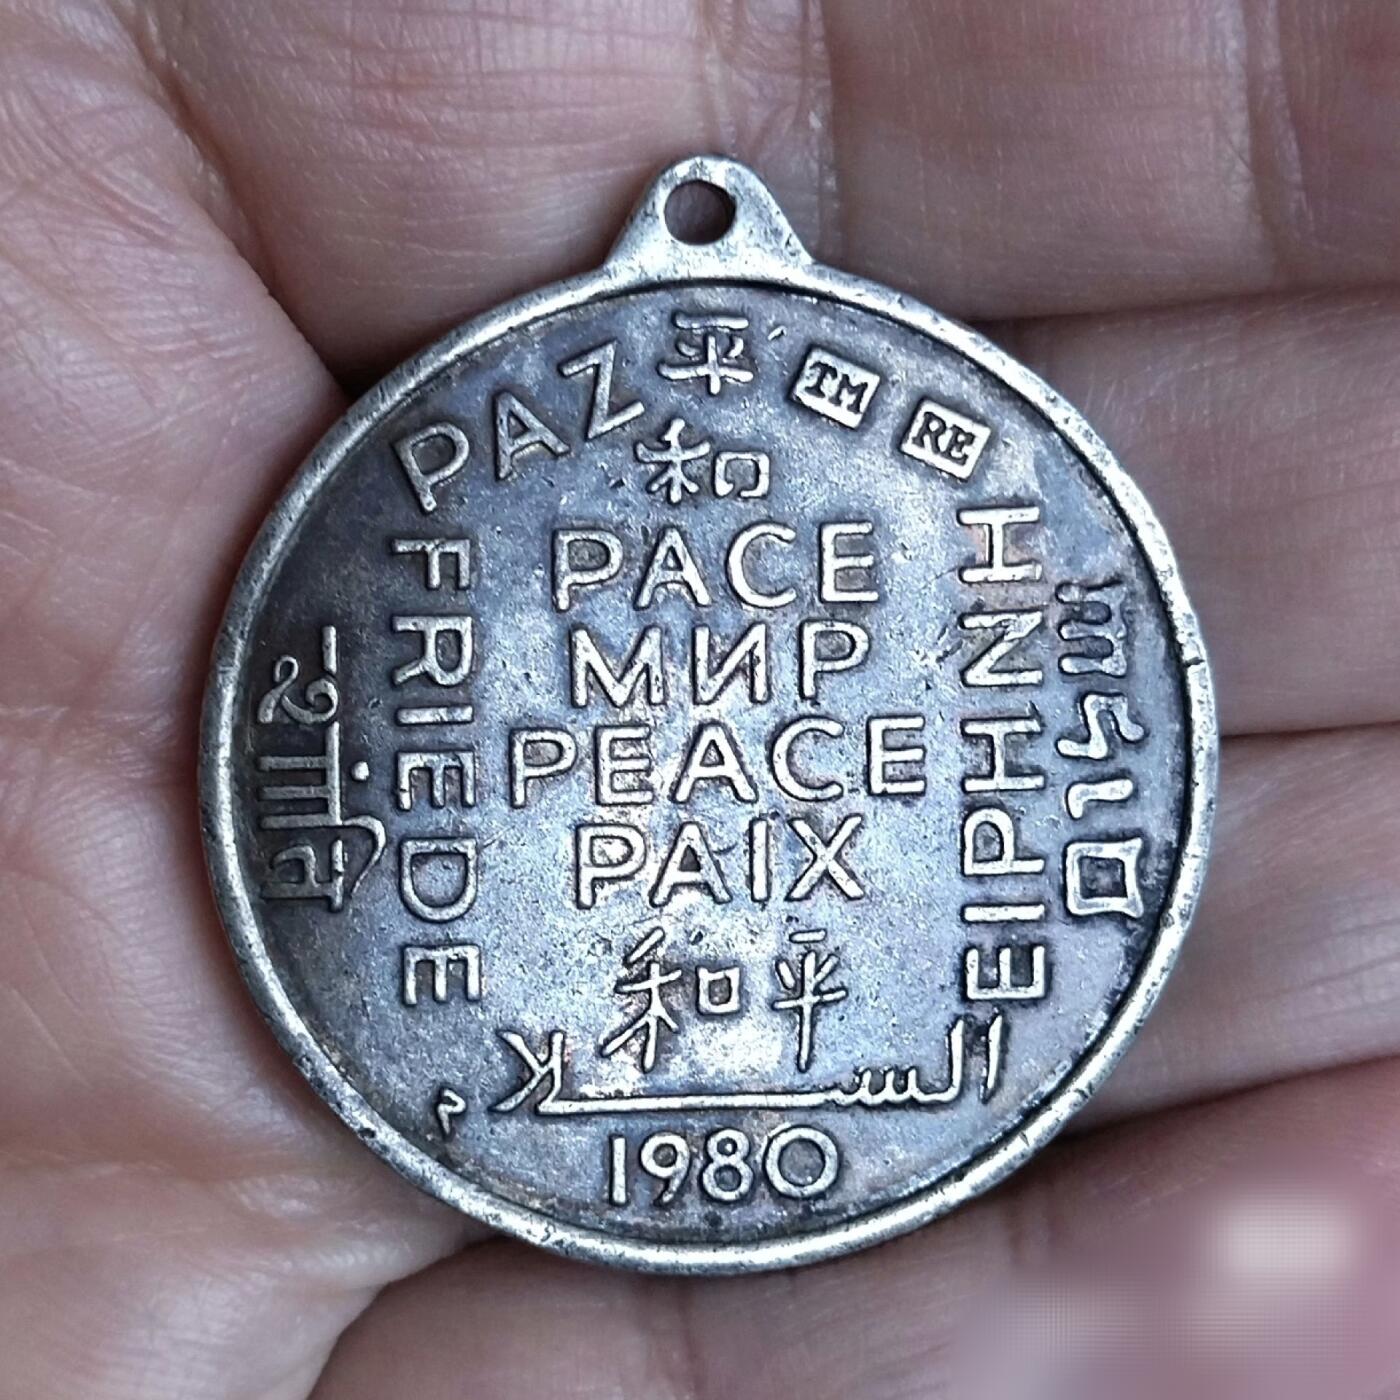 PAZ
平
和
TM
RE
PACE
МИР
PEACE
PAIX
和平
FRIEDE
शांति
ΕΙΡΗΝΗ
السلام
1980